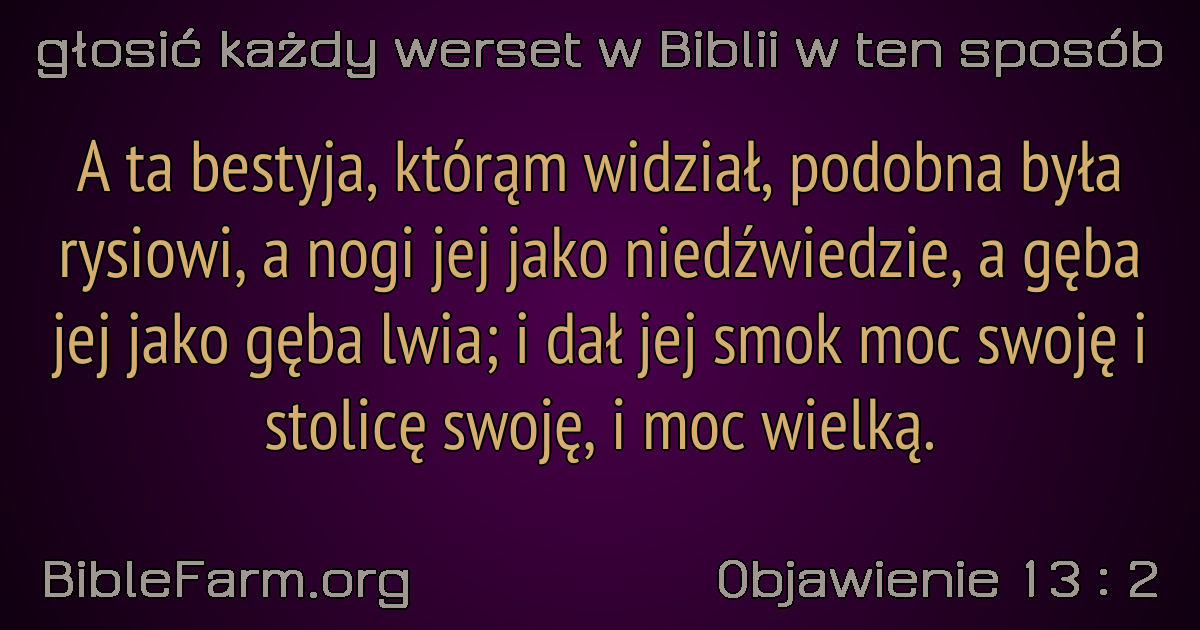 głosić każdy werset w Biblii w ten sposób
A ta bestyja, którąm widział, podobna była
rysiowi, a nogi jej jako niedźwiedzie, a gęba
jej jako gęba lwia; i dał jej smok moc swoję i
stolicę swoję, i moc wielką.
BibleFarm.org
Objawienie 13 : 2